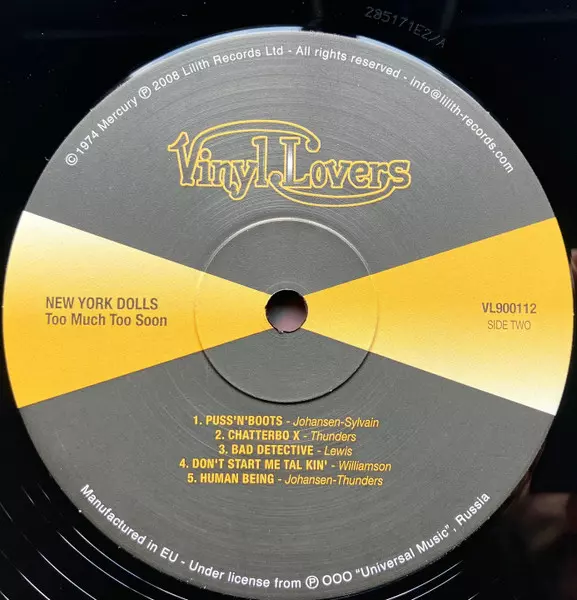 285171E2/A
©1974 Mercury ℗2008 Lilith Records Ltd - All rights reserved - info@lilith-records.com
Vinyl Lovers
NEW YORK DOLLS
Too Much Too Soon
VL900112
SIDE TWO
1. PUSS'N'BOOTS - Johansen-Sylvain
2. CHATTERBO X - Thunders
3. BAD DETECTIVE - Lewis
4. DON'T START ME TAL KIN' - Williamson
5. HUMAN BEING - Johansen-Thunders
Manufactured in EU - Under license from ℗ OOO "Universal Music", Russia